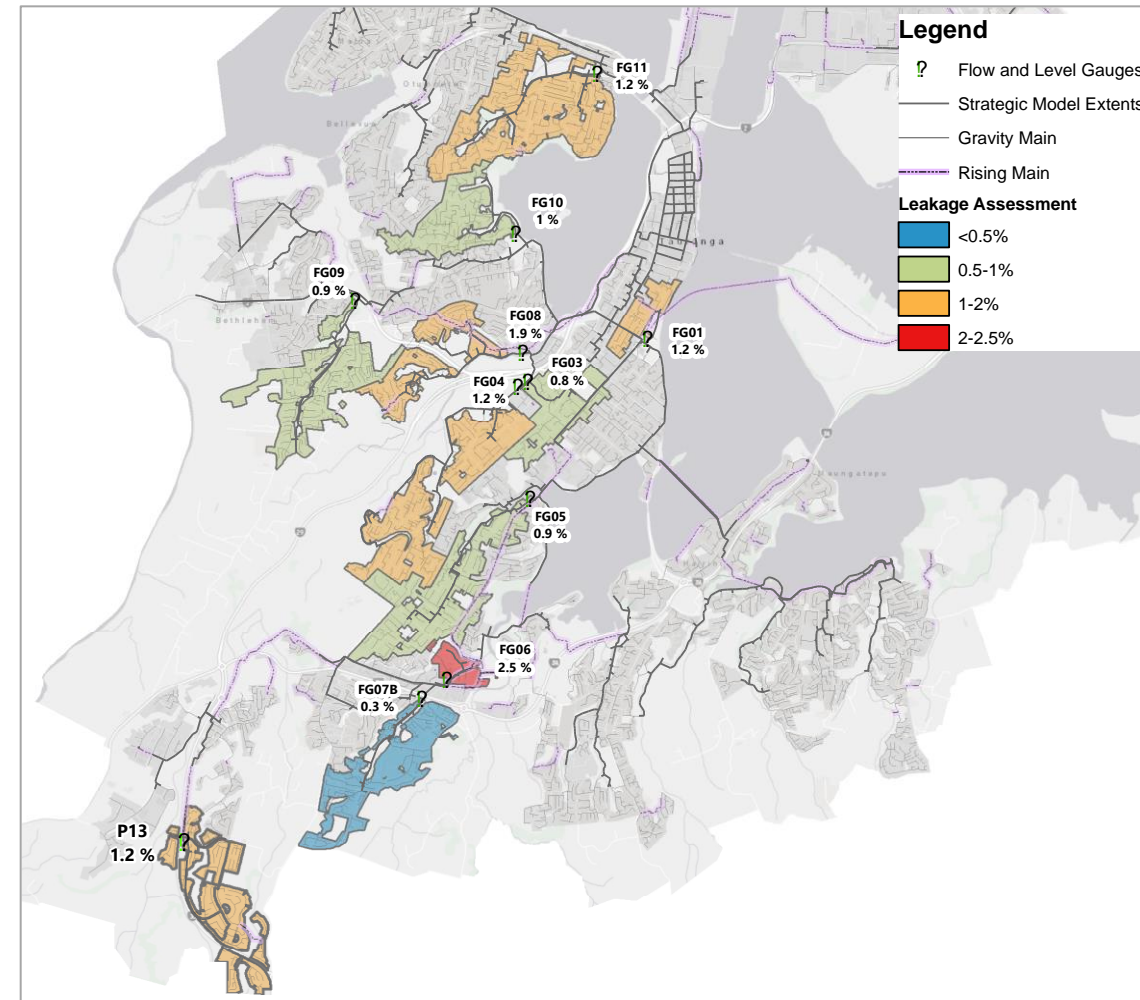 Legend
Flow and Level Gauges
Strategic Model Extents
Gravity Main
Rising Main
Leakage Assessment
<0.5%
0.5-1%
1-2%
2-2.5%
FG11
1.2 %
FG10
1 %
FG09
0.9 %
Bellevue
Bethlehem
FG08
1.9 %
FG01
1.2 %
FG03
0.8 %
FG04
1.2 %
Maungatapu
FG05
0.9 %
FG06
2.5 %
FG07B
0.3 %
P13
1.2 %